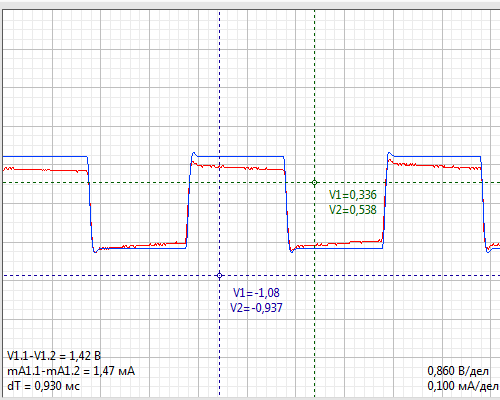 V1=0,336
V2=0,538
V1=-1,08
V2=-0,937
V1.1-V1.2 = 1,42 В
mA1.1-mA1.2 = 1,47 мА
dT = 0,930 мс
0,860 В/дел
0,100 мА/дел